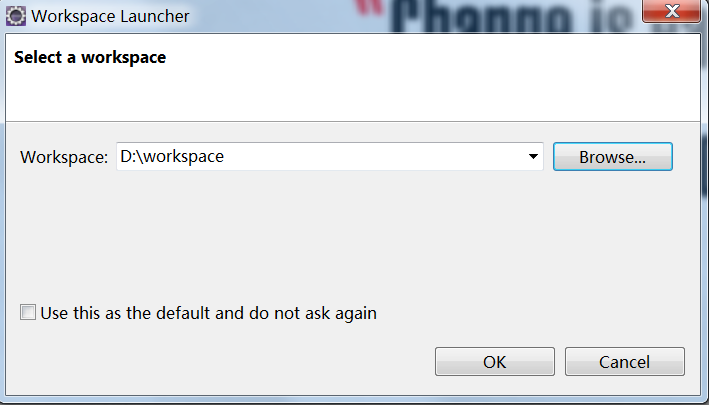 Workspace Launcher
Select a workspace
Workspace: D:\workspace Browse...
Use this as the default and do not ask again
OK Cancel